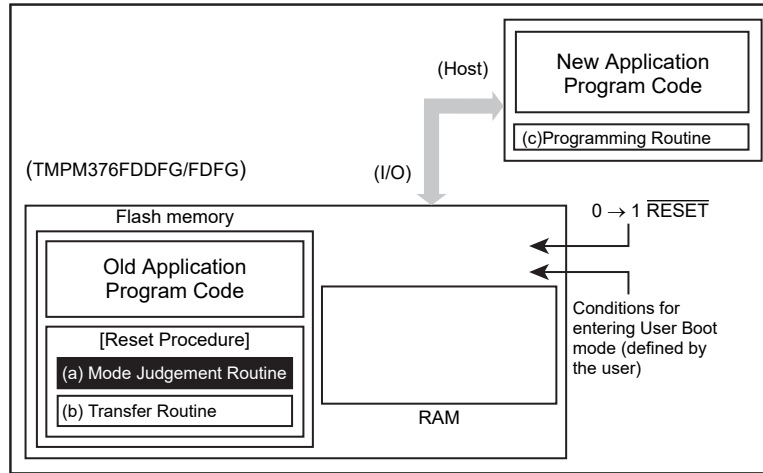 New Application
Program Code
(c)Programming Routine
(Host)
(TMPM376FDDFG/FDFG)
(I/O)
0 → 1 RESET
Flash memory
Old Application
Program Code
[Reset Procedure]
(a) Mode Judgement Routine
(b) Transfer Routine
RAM
Conditions for
entering User Boot
mode (defined by
the user)